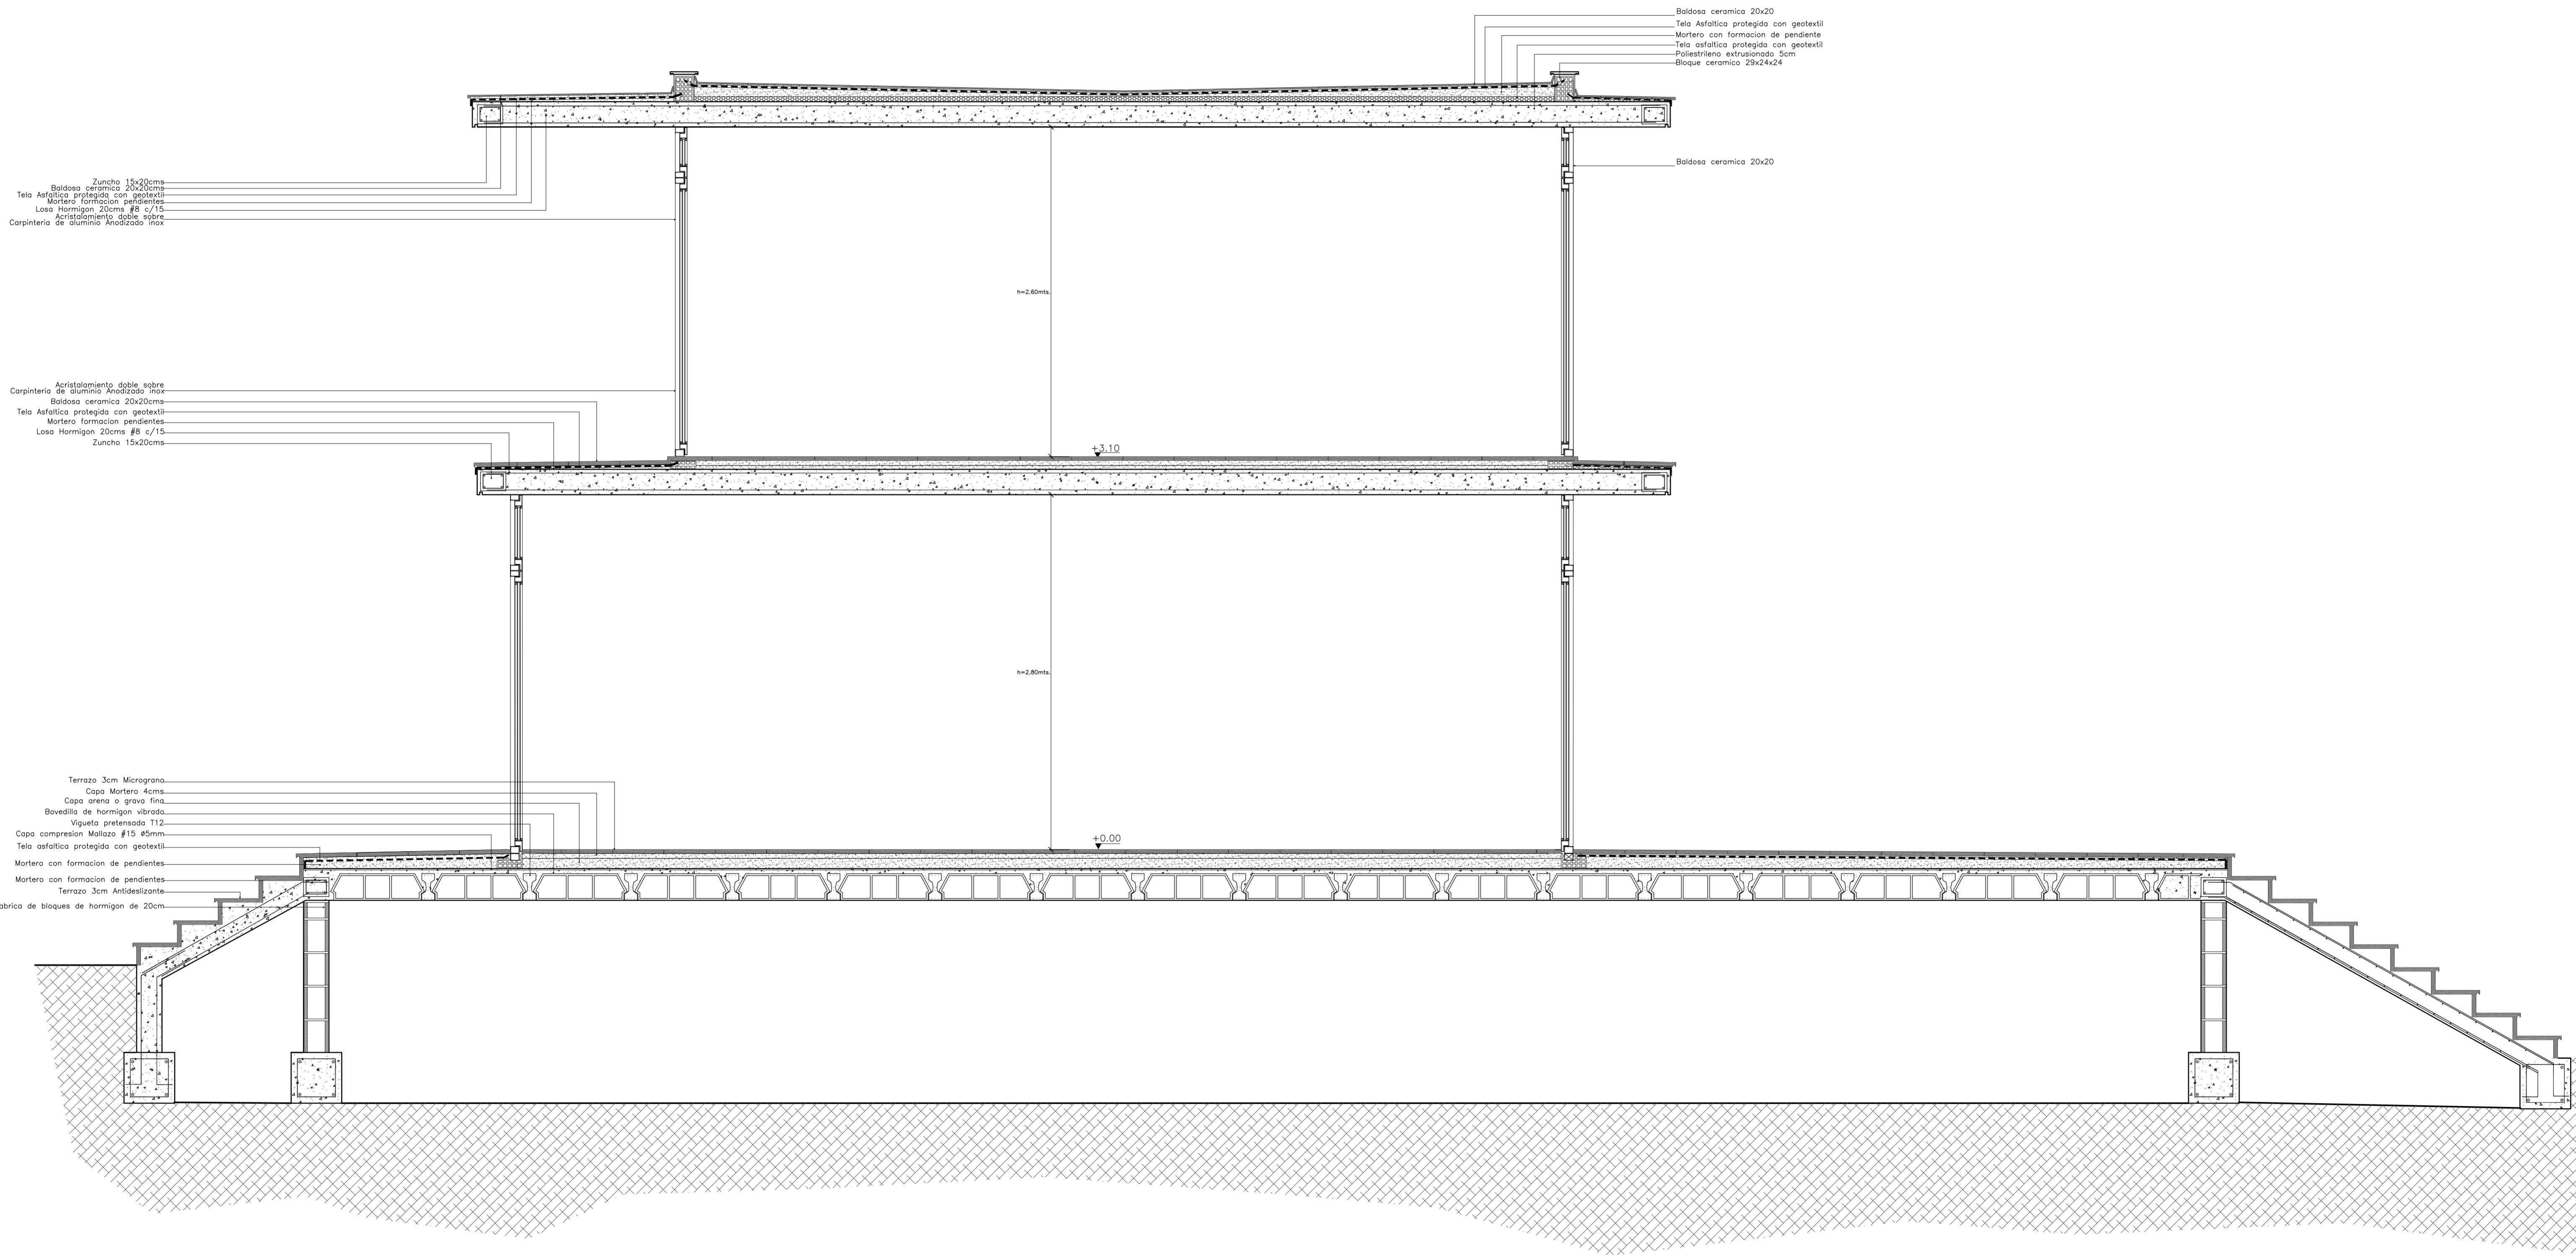 Baldosa ceramica 20x20
Tela Asfaltica protegida con geotextil
Mortero con formacion de pendiente
Tela asfaltica protegida con geotextil
Poliestrileno extrusionado 5cm
Bloque ceramico 29x24x24
Baldosa ceramica 20x20
Zuncho 15x20cms
Baldosa ceramica 20x20cms
Tela Asfaltica protegida con geotextil
Mortero formacion pendientes
Losa Hormigon 20cms #8 c/15
Acristalamiento doble sobre
Carpinteria de aluminio Anodizado inox
h=2.60mts.
Acristalamiento doble sobre
Carpinteria de aluminio Anodizado inox
Baldosa ceramica 20x20cms
Tela Asfaltica protegida con geotextil
Mortero formacion pendientes
Losa Hormigon 20cms #8 c/15
Zuncho 15x20cms
+3.10
h=2.80mts.
Terrazo 3cm Micrograno
Capa Mortero 4cms
Capa arena o grava fina
Bovedilla de hormigon vibrado
Vigueta pretensada T12
Capa compresion Mallazo #15 ø5mm
Tela asfaltica protegida con geotextil
Mortero con formacion de pendientes
Mortero con formacion de pendientes
Terrazo 3cm Antideslizante
abrica de bloques de hormigon de 20cm
+0.00